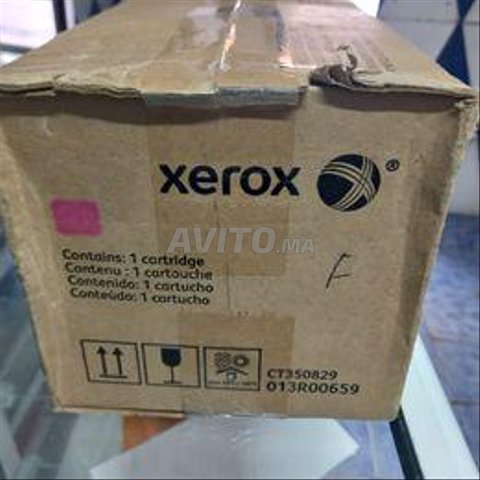 xerox ®
AVITO.MA
Contains: 1 cartridge
Contenu : 1 cartouche
Contenido: 1 cartucho
Conteúdo: 1 cartucho
F
CT350829
013R00659